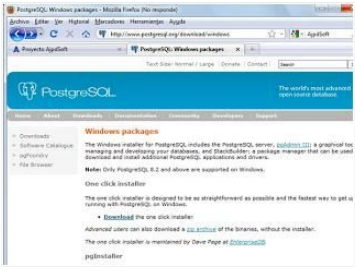 PostgreSQL: Windows packages - Mozilla Firefox (No responde)
Archivo Editar Ver Historial Marcadores Herramientas Ayuda
http://www.postgresql.org/download/windows
AjpdSoft
Proyecto AjpdSoft
PostgreSQL: Windows packages
Text Size: Normal / Large | Donate | Contact
Search
PostgreSQL
The world's most advanced
open source database.
Home About Downloads Documentation Community Developers Support
Downloads
Software Catalogue
pgFoundry
File Browser
Windows packages
The Windows installer for PostgreSQL includes the PostgreSQL server, pgAdmin III; a graphical too
managing and developing your databases, and StackBuilder; a package manager that can be used
download and install additional PostgreSQL applications and drivers.
Note: Only PostgreSQL 8.2 and above are supported on Windows.
One click installer
The one click installer is designed to be as straightforward as possible and the fastest way to get u
running with PostgreSQL on Windows.
Download the one click installer
Advanced users can also download a zip archive of the binaries, without the installer.
The one click installer is maintained by Dave Page at EnterpriseDB.
pgInstaller